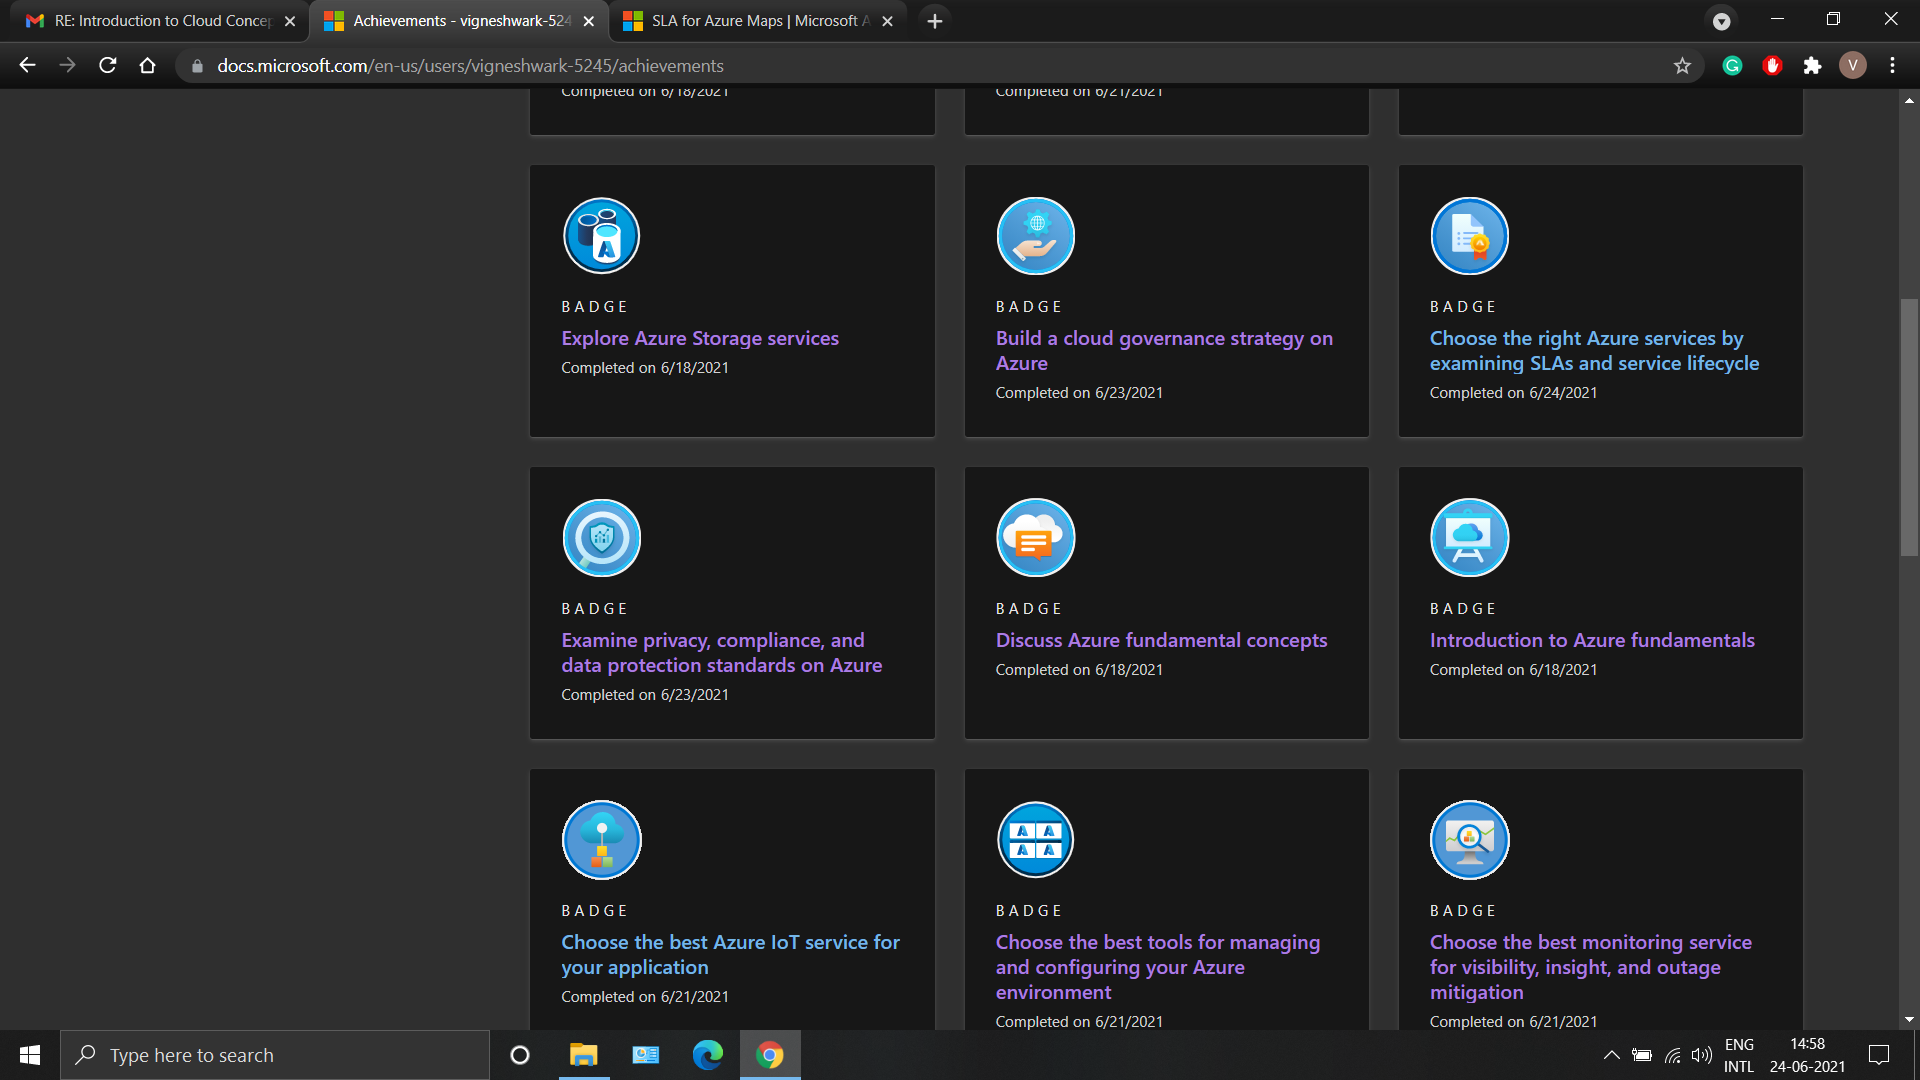 RE: Introduction to Cloud Concep
Achievements - vigneshwark-524
SLA for Azure Maps | Microsoft A
docs.microsoft.com/en-us/users/vigneshwark-5245/achievements
V
Completed on 6/18/2021
Completed on 6/21/2021
BADGE
Explore Azure Storage services
Completed on 6/18/2021
BADGE
Build a cloud governance strategy on
Azure
Completed on 6/23/2021
BADGE
Choose the right Azure services by
examining SLAs and service lifecycle
Completed on 6/24/2021
BADGE
Examine privacy, compliance, and
data protection standards on Azure
Completed on 6/23/2021
BADGE
Discuss Azure fundamental concepts
Completed on 6/18/2021
BADGE
Introduction to Azure fundamentals
Completed on 6/18/2021
BADGE
Choose the best Azure IoT service for
your application
Completed on 6/21/2021
BADGE
Choose the best tools for managing
and configuring your Azure
environment
Completed on 6/21/2021
BADGE
Choose the best monitoring service
for visibility, insight, and outage
mitigation
Completed on 6/21/2021
Type here to search
ENG
INTL
14:58
24-06-2021